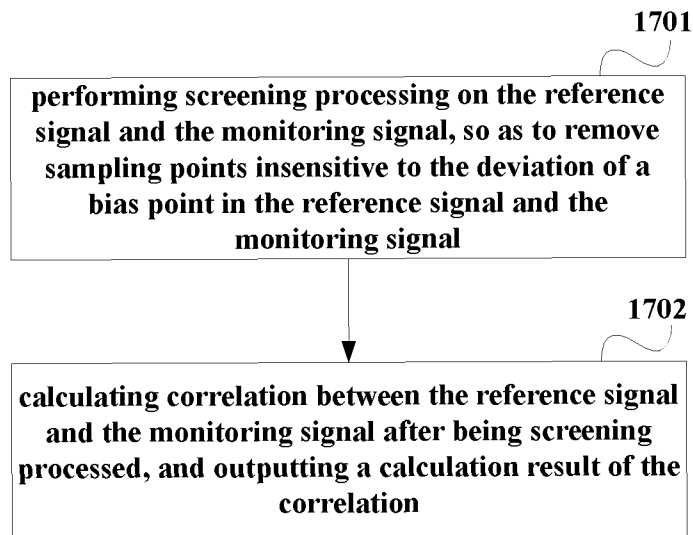 1701
performing screening processing on the reference
signal and the monitoring signal, so as to remove
sampling points insensitive to the deviation of a
bias point in the reference signal and the
monitoring signal
1702
calculating correlation between the reference signal
and the monitoring signal after being screening
processed, and outputting a calculation result of the
correlation